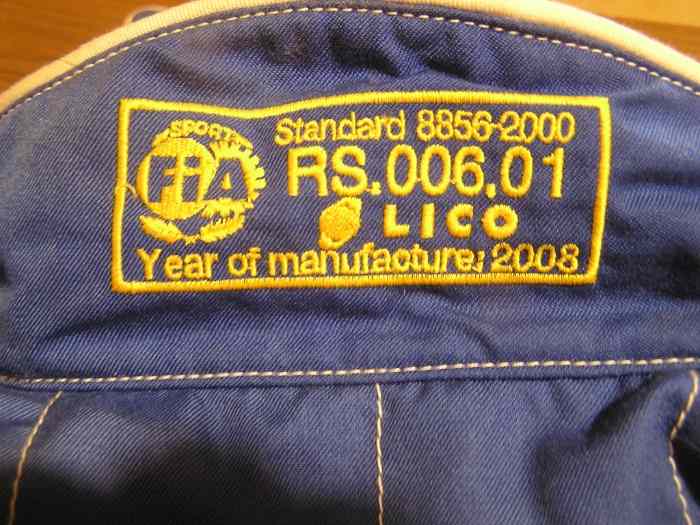 SPORT
FiA
Standard 8856-2000
RS.006.01
LICO
Year of manufacture: 2008